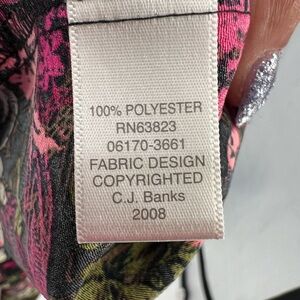 100% POLYESTER
RN63823
06170-3661
FABRIC DESIGN
COPYRIGHTED
C.J. Banks
2008